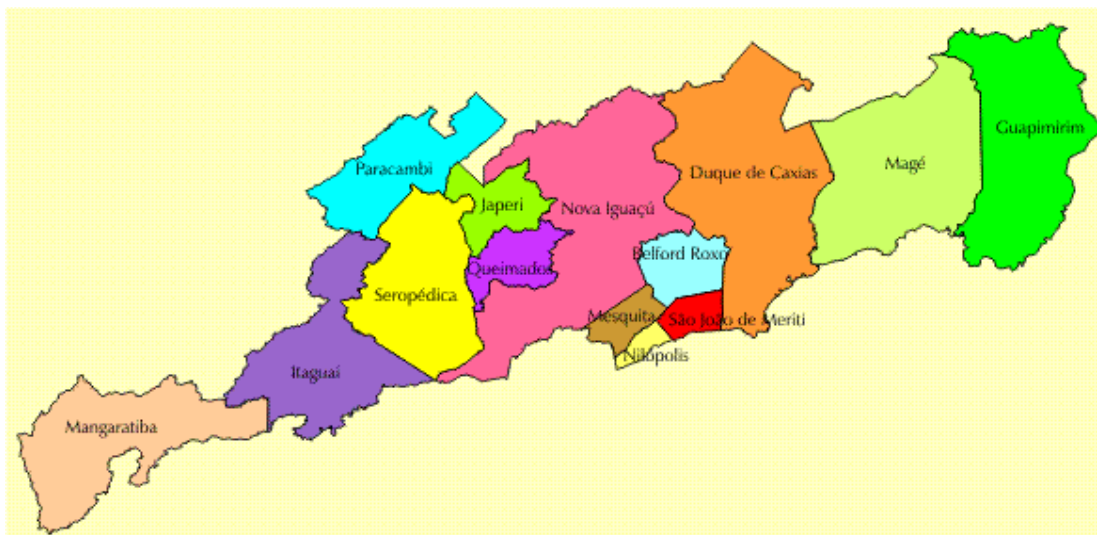 Guapimirim
Magé
Paracambi
Duque de Caxias
Japeri
Nova Iguaçú
Belford Roxo
Queimados
Seropédica
Mesquita
São João de Meriti
Nilópolis
Itaguaí
Mangaratiba